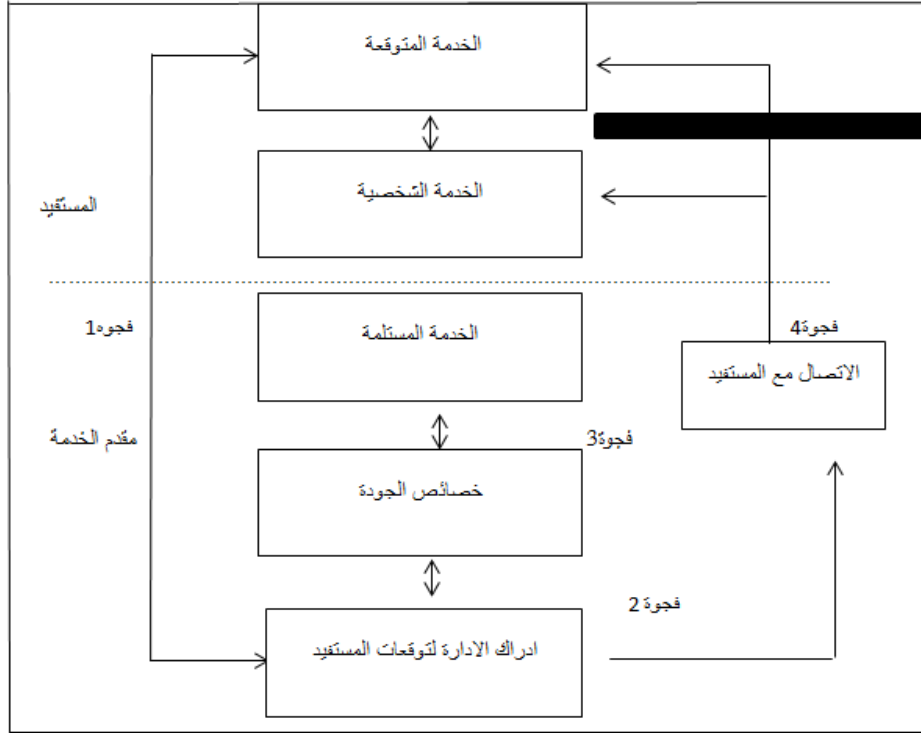 الخدمة المتوقعة
الخدمة الشخصية
المستفيد
الخدمة المستلمة
فجوه1
فجوة4
الاتصال مع المستفيد
مقدم الخدمة
فجوة3
خصائص الجودة
فجوة 2
ادراك الادارة لتوقعات المستفيد